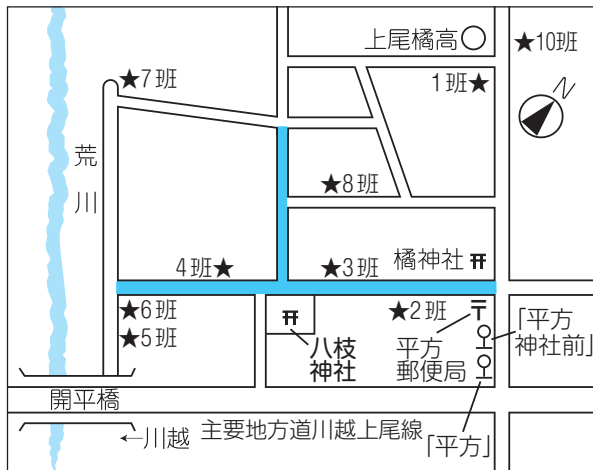 上尾橘高
★10班
★7班
1班★
N
荒川
★8班
4班★
★3班
橘神社
★6班
★2班
〒
「平方
神社前」
★5班
八枝
神社
平方
郵便局
開平橋
←川越
主要地方道川越上尾線
「平方」